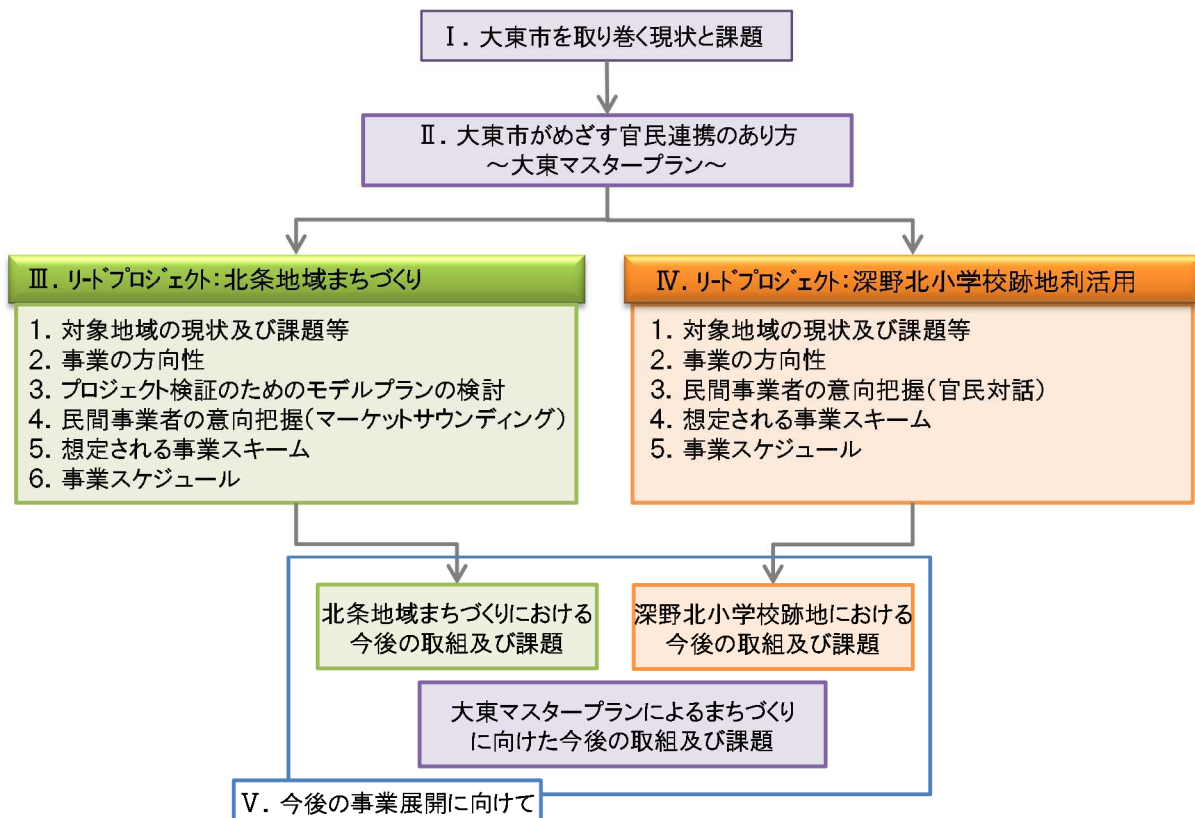 Ⅰ. 大東市を取り巻く現状と課題
Ⅱ. 大東市がめざす官民連携のあり方
～大東マスタープラン～
Ⅲ. リードプロジェクト:北条地域まちづくり
1. 対象地域の現状及び課題等
2. 事業の方向性
3. プロジェクト検証のためのモデルプランの検討
4. 民間事業者の意向把握(マーケットサウンディング)
5. 想定される事業スキーム
6. 事業スケジュール
Ⅳ. リードプロジェクト:深野北小学校跡地利活用
1. 対象地域の現状及び課題等
2. 事業の方向性
3. 民間事業者の意向把握(官民対話)
4. 想定される事業スキーム
5. 事業スケジュール
北条地域まちづくりにおける
今後の取組及び課題
深野北小学校跡地における
今後の取組及び課題
大東マスタープランによるまちづくり
に向けた今後の取組及び課題
Ⅴ. 今後の事業展開に向けて